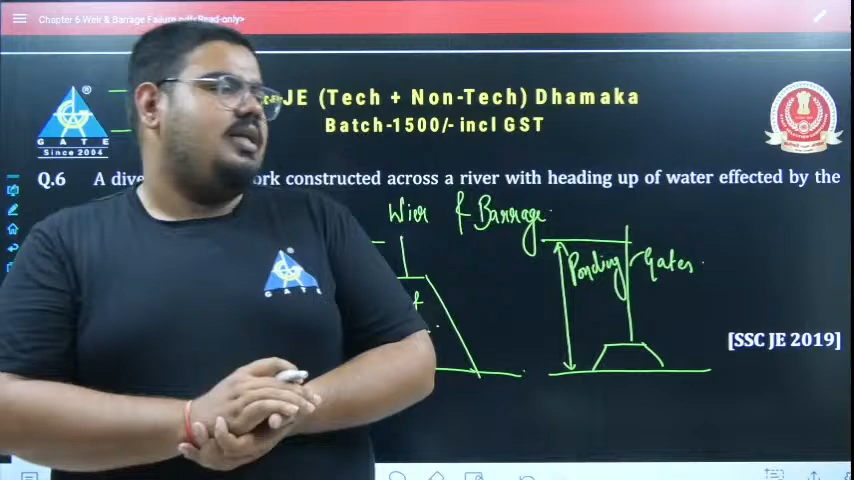 Chapter 6 Weir & Barrage Failure.pdf<Read-only>
-JE (Tech + Non-Tech) Dhamaka
Batch-1500/- incl GST
GATE
Since 2004
Q.6 A dive ork constructed across a river with heading up of water effected by the
Wier & Barrage
Ponding Gates
[SSC JE 2019]
GATE